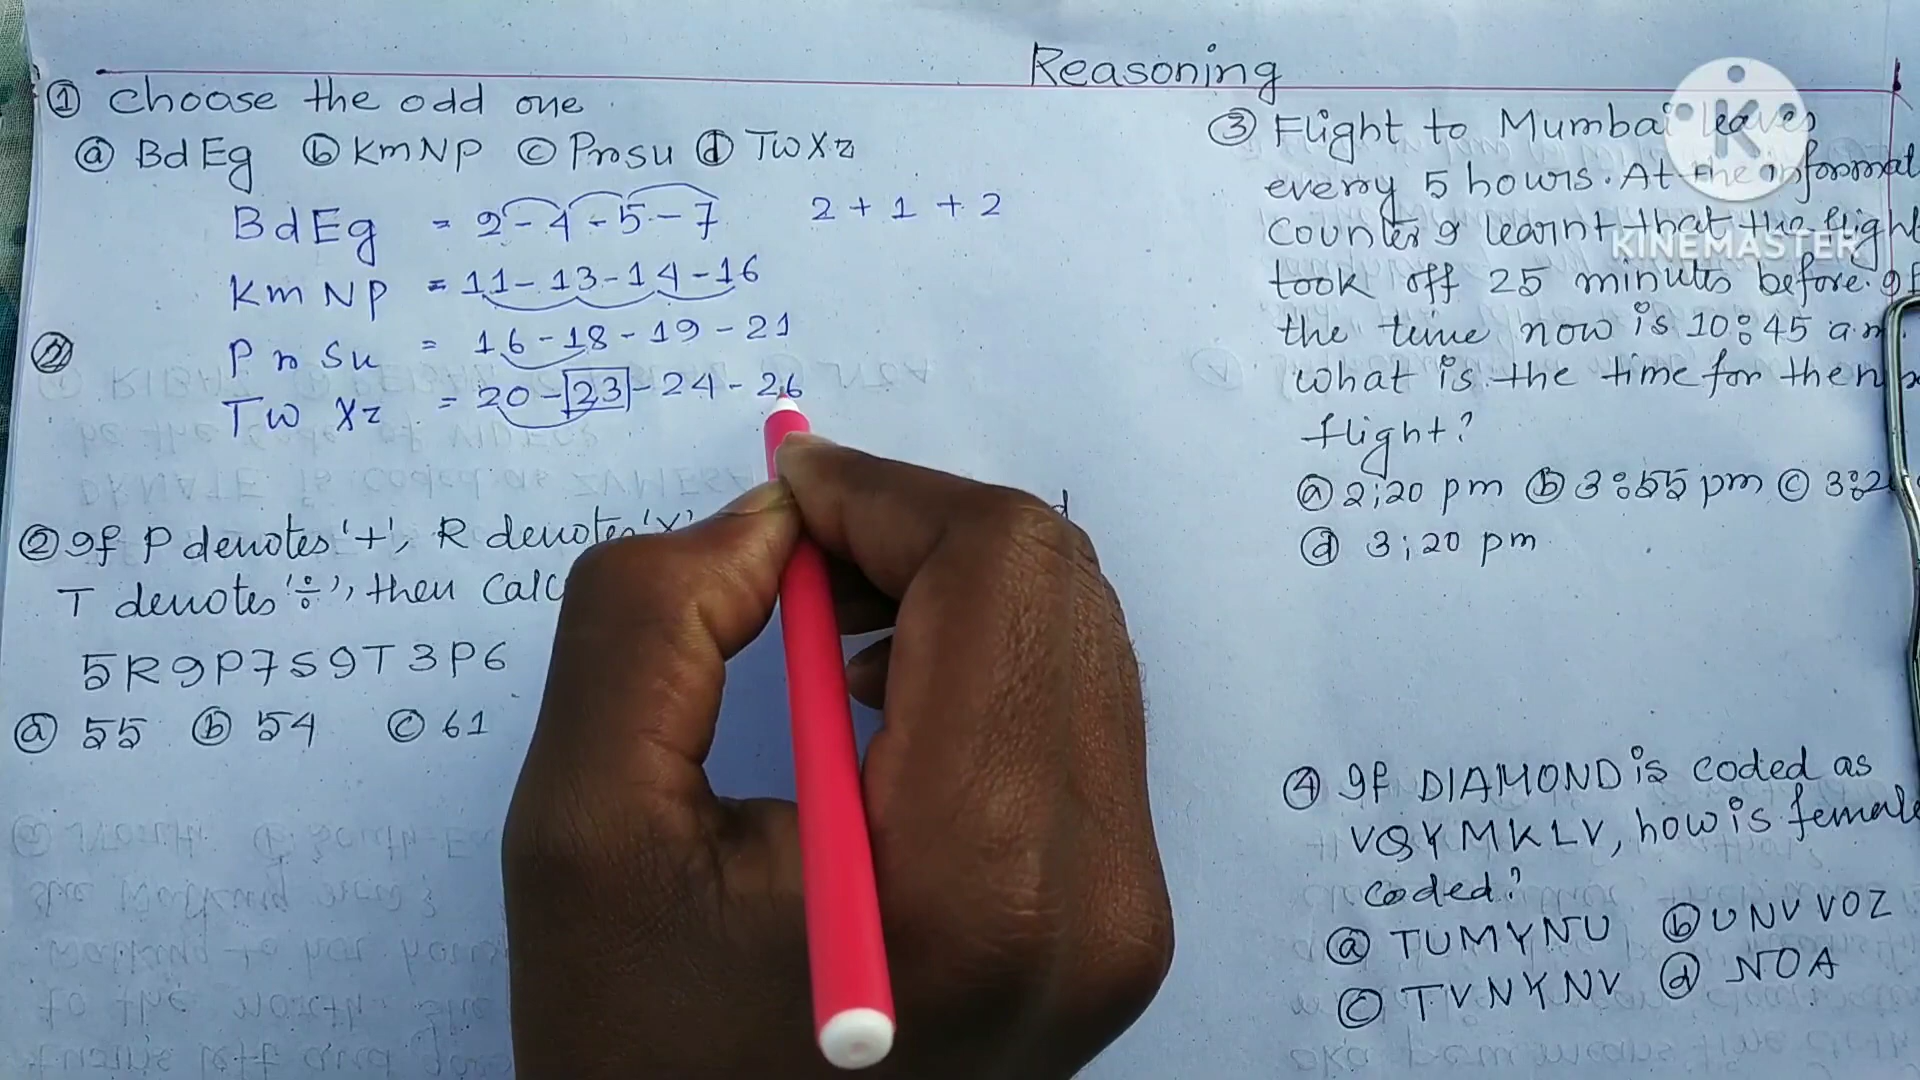 Reasoning
① Choose the odd one
ⓐ BdEg ⓑ KmNp ⓒ Prsu ⓓ TwXz
BdEg = 2-4-5-7 2+1+2
KmNp = 11-13-14-16
Pr Su = 16-18-19-21
Tw Xz = 20-23-24-26
② If P denotes '+', R denotes 'x'
T denotes '÷', then
5R9P7S9T3P6
ⓐ 55 ⓑ 54 ⓒ 61
③ Flight to Mumbai leaves
every 5 hours. At the
Counter I learnt that the
took off 25 minutes before. If
the time now is 10:45
what is the time for the
flight?
ⓐ 2;20 pm ⓑ 3:55 pm ⓒ
ⓓ 3;20 pm
④ If DIAMOND is coded as
VQYMKLV, how is female
coded?
ⓐ TUMYNU ⓑ UNVVOZ
ⓒ TVNYNV ⓓ NOA
K
KINEMASTER